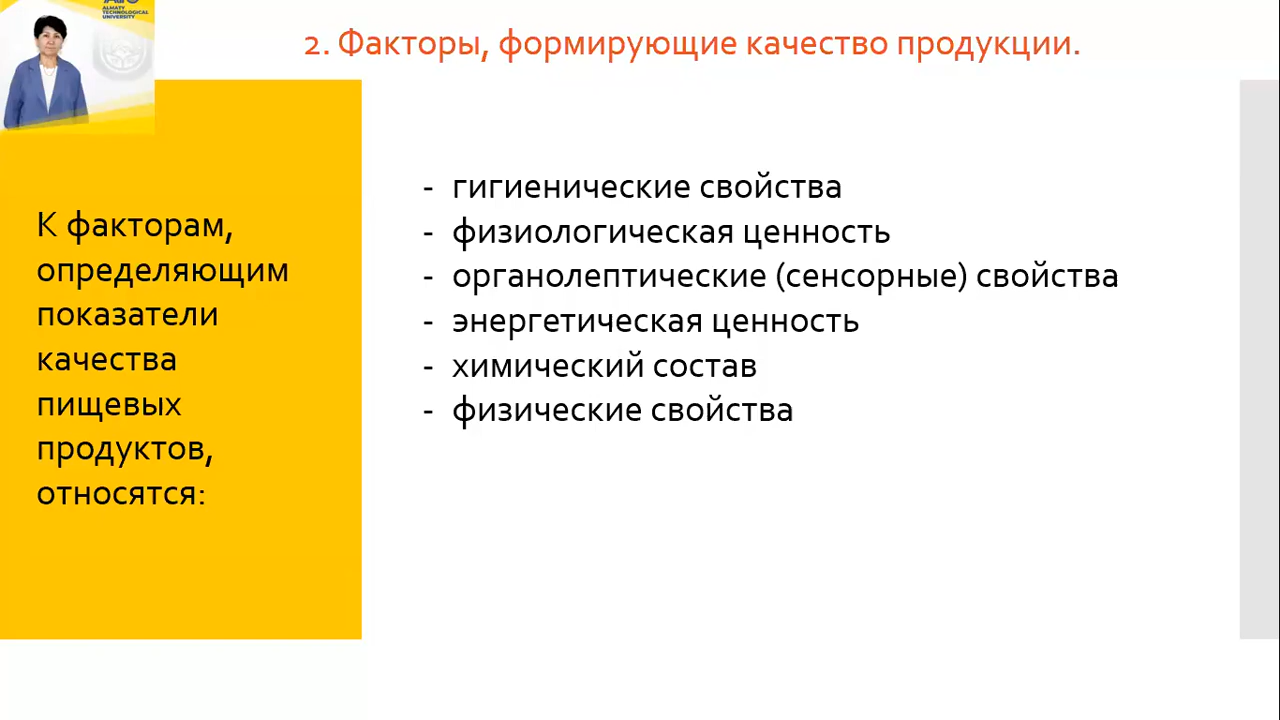 ALMATY
TECHNOLOGICAL
UNIVERSITY
2. Факторы, формирующие качество продукции.
К факторам,
определяющим
показатели
качества
пищевых
продуктов,
относятся:
- гигиенические свойства
- физиологическая ценность
- органолептические (сенсорные) свойства
- энергетическая ценность
- химический состав
- физические свойства